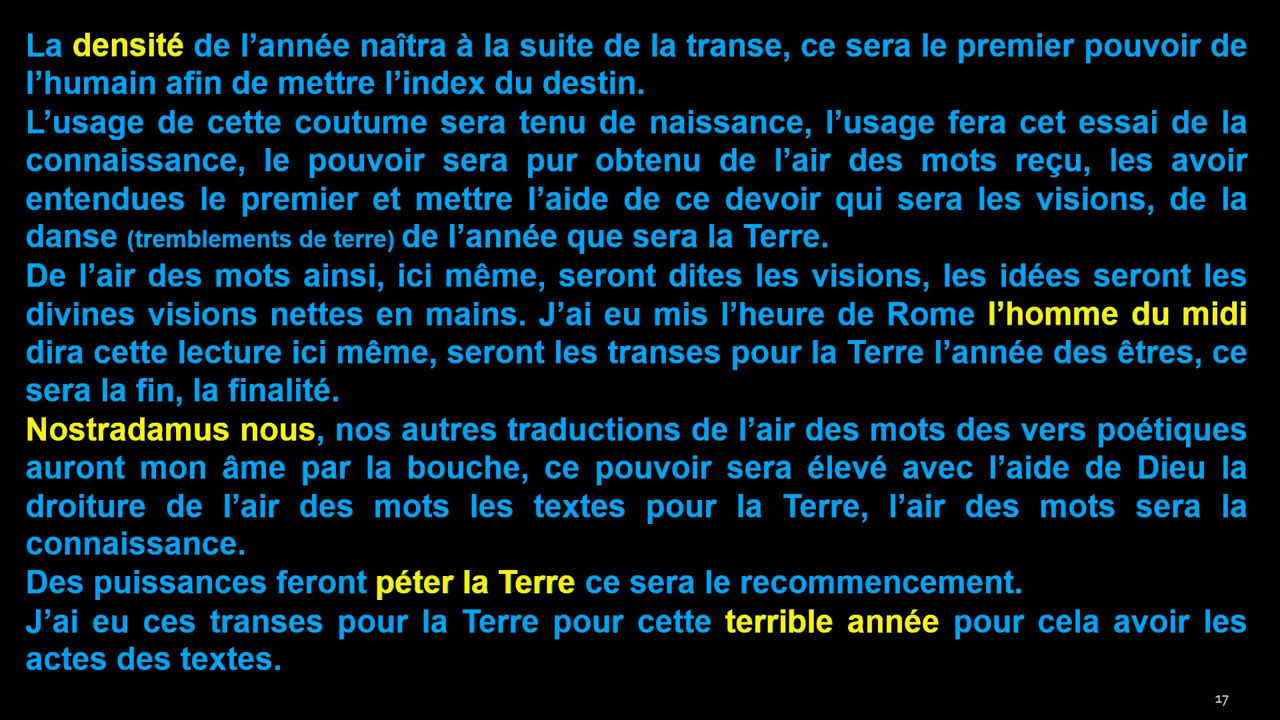 La densité de l’année naîtra à la suite de la transe, ce sera le premier pouvoir de
l’humain afin de mettre l’index du destin.
L’usage de cette coutume sera tenu de naissance, l’usage fera cet essai de la
connaissance, le pouvoir sera pur obtenu de l’air des mots reçu, les avoir
entendues le premier et mettre l’aide de ce devoir qui sera les visions, de la
danse (tremblements de terre) de l’année que sera la Terre.
De l’air des mots ainsi, ici même, seront dites les visions, les idées seront les
divines visions nettes en mains. J’ai eu mis l’heure de Rome l’homme du midi
dira cette lecture ici même, seront les transes pour la Terre l’année des êtres, ce
sera la fin, la finalité.
Nostradamus nous, nos autres traductions de l’air des mots des vers poétiques
auront mon âme par la bouche, ce pouvoir sera élevé avec l’aide de Dieu la
droiture de l’air des mots les textes pour la Terre, l’air des mots sera la
connaissance.
Des puissances feront péter la Terre ce sera le recommencement.
J’ai eu ces transes pour la Terre pour cette terrible année pour cela avoir les
actes des textes.
17